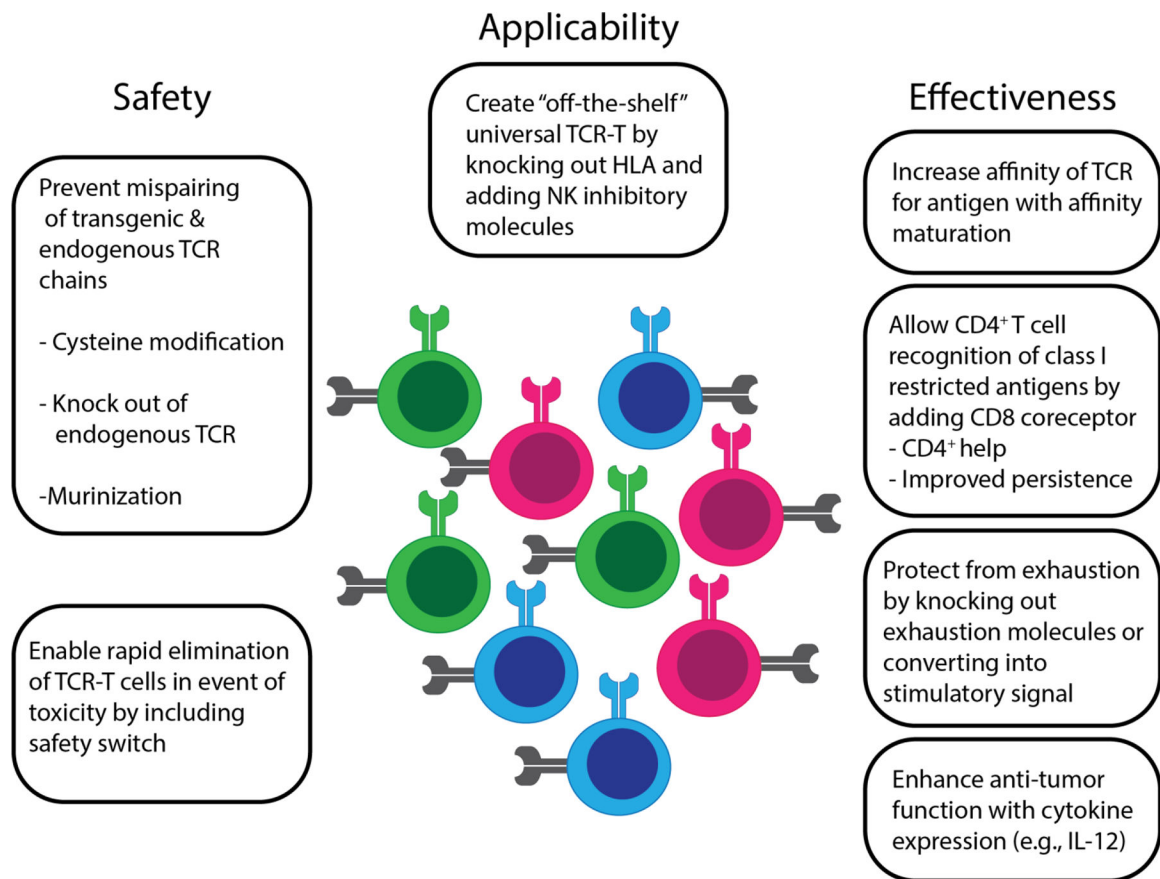 Applicability
Safety
Effectiveness
Create “off-the-shelf”
universal TCR-T by
knocking out HLA and
adding NK inhibitory
molecules
Prevent mispairing
of transgenic &
endogenous TCR
chains
- Cysteine modification
- Knock out of
endogenous TCR
-Murinization
Enable rapid elimination
of TCR-T cells in event of
toxicity by including
safety switch
Increase affinity of TCR
for antigen with affinity
maturation
Allow CD4⁺ T cell
recognition of class I
restricted antigens by
adding CD8 coreceptor
- CD4⁺ help
- Improved persistence
Protect from exhaustion
by knocking out
exhaustion molecules or
converting into
stimulatory signal
Enhance anti-tumor
function with cytokine
expression (e.g., IL-12)